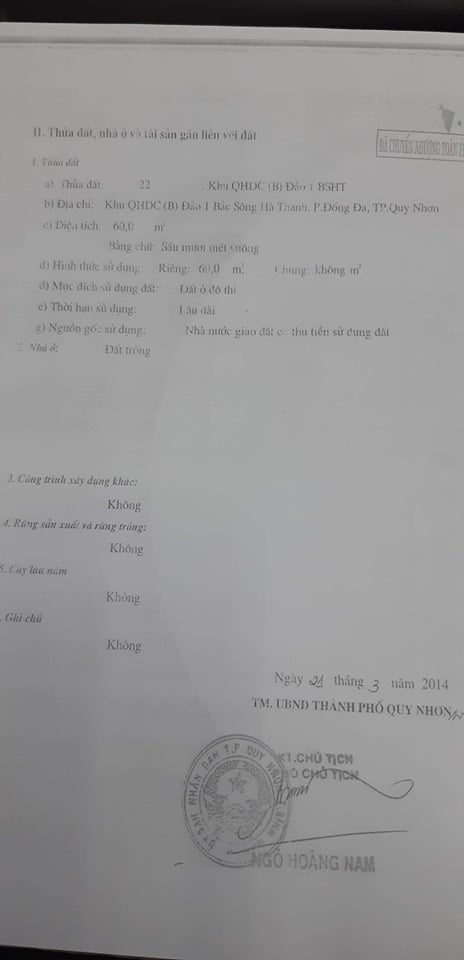 II. Thửa đất, nhà ở và tài sản gắn liền với đất
ĐÃ CHUYỂN NHƯỢNG TOÀN
1. Thửa đất
a) Thửa đất: 22 . Khu QHDC (B) Đảo 1 BSHT
b) Địa chỉ: Khu QHDC (B) Đảo 1 Bắc Sông Hà Thanh, P.Đống Đa, TP.Quy Nhơn
c) Diện tích: 60,0 m²
Bằng chữ: Sáu mươi mét vuông
d) Hình thức sử dụng: Riêng: 60,0 m², Chung: không m²
đ) Mục đích sử dụng đất: Đất ở đô thị
e) Thời hạn sử dụng: Lâu dài
g) Nguồn gốc sử dụng: Nhà nước giao đất có thu tiền sử dụng đất
Nhà ở: Đất trống
3. Công trình xây dựng khác:
Không
4. Rừng sản xuất và rừng trồng:
Không
5. Cây lâu năm
Không
. Ghi chú
Không
Ngày 21 tháng 3 năm 2014
TM. UBND THÀNH PHỐ QUY NHƠN
KT.CHỦ TỊCH
PHÓ CHỦ TỊCH
ỦY BAN NHÂN DÂN T.P QUY NHƠN
NGÔ HOÀNG NAM